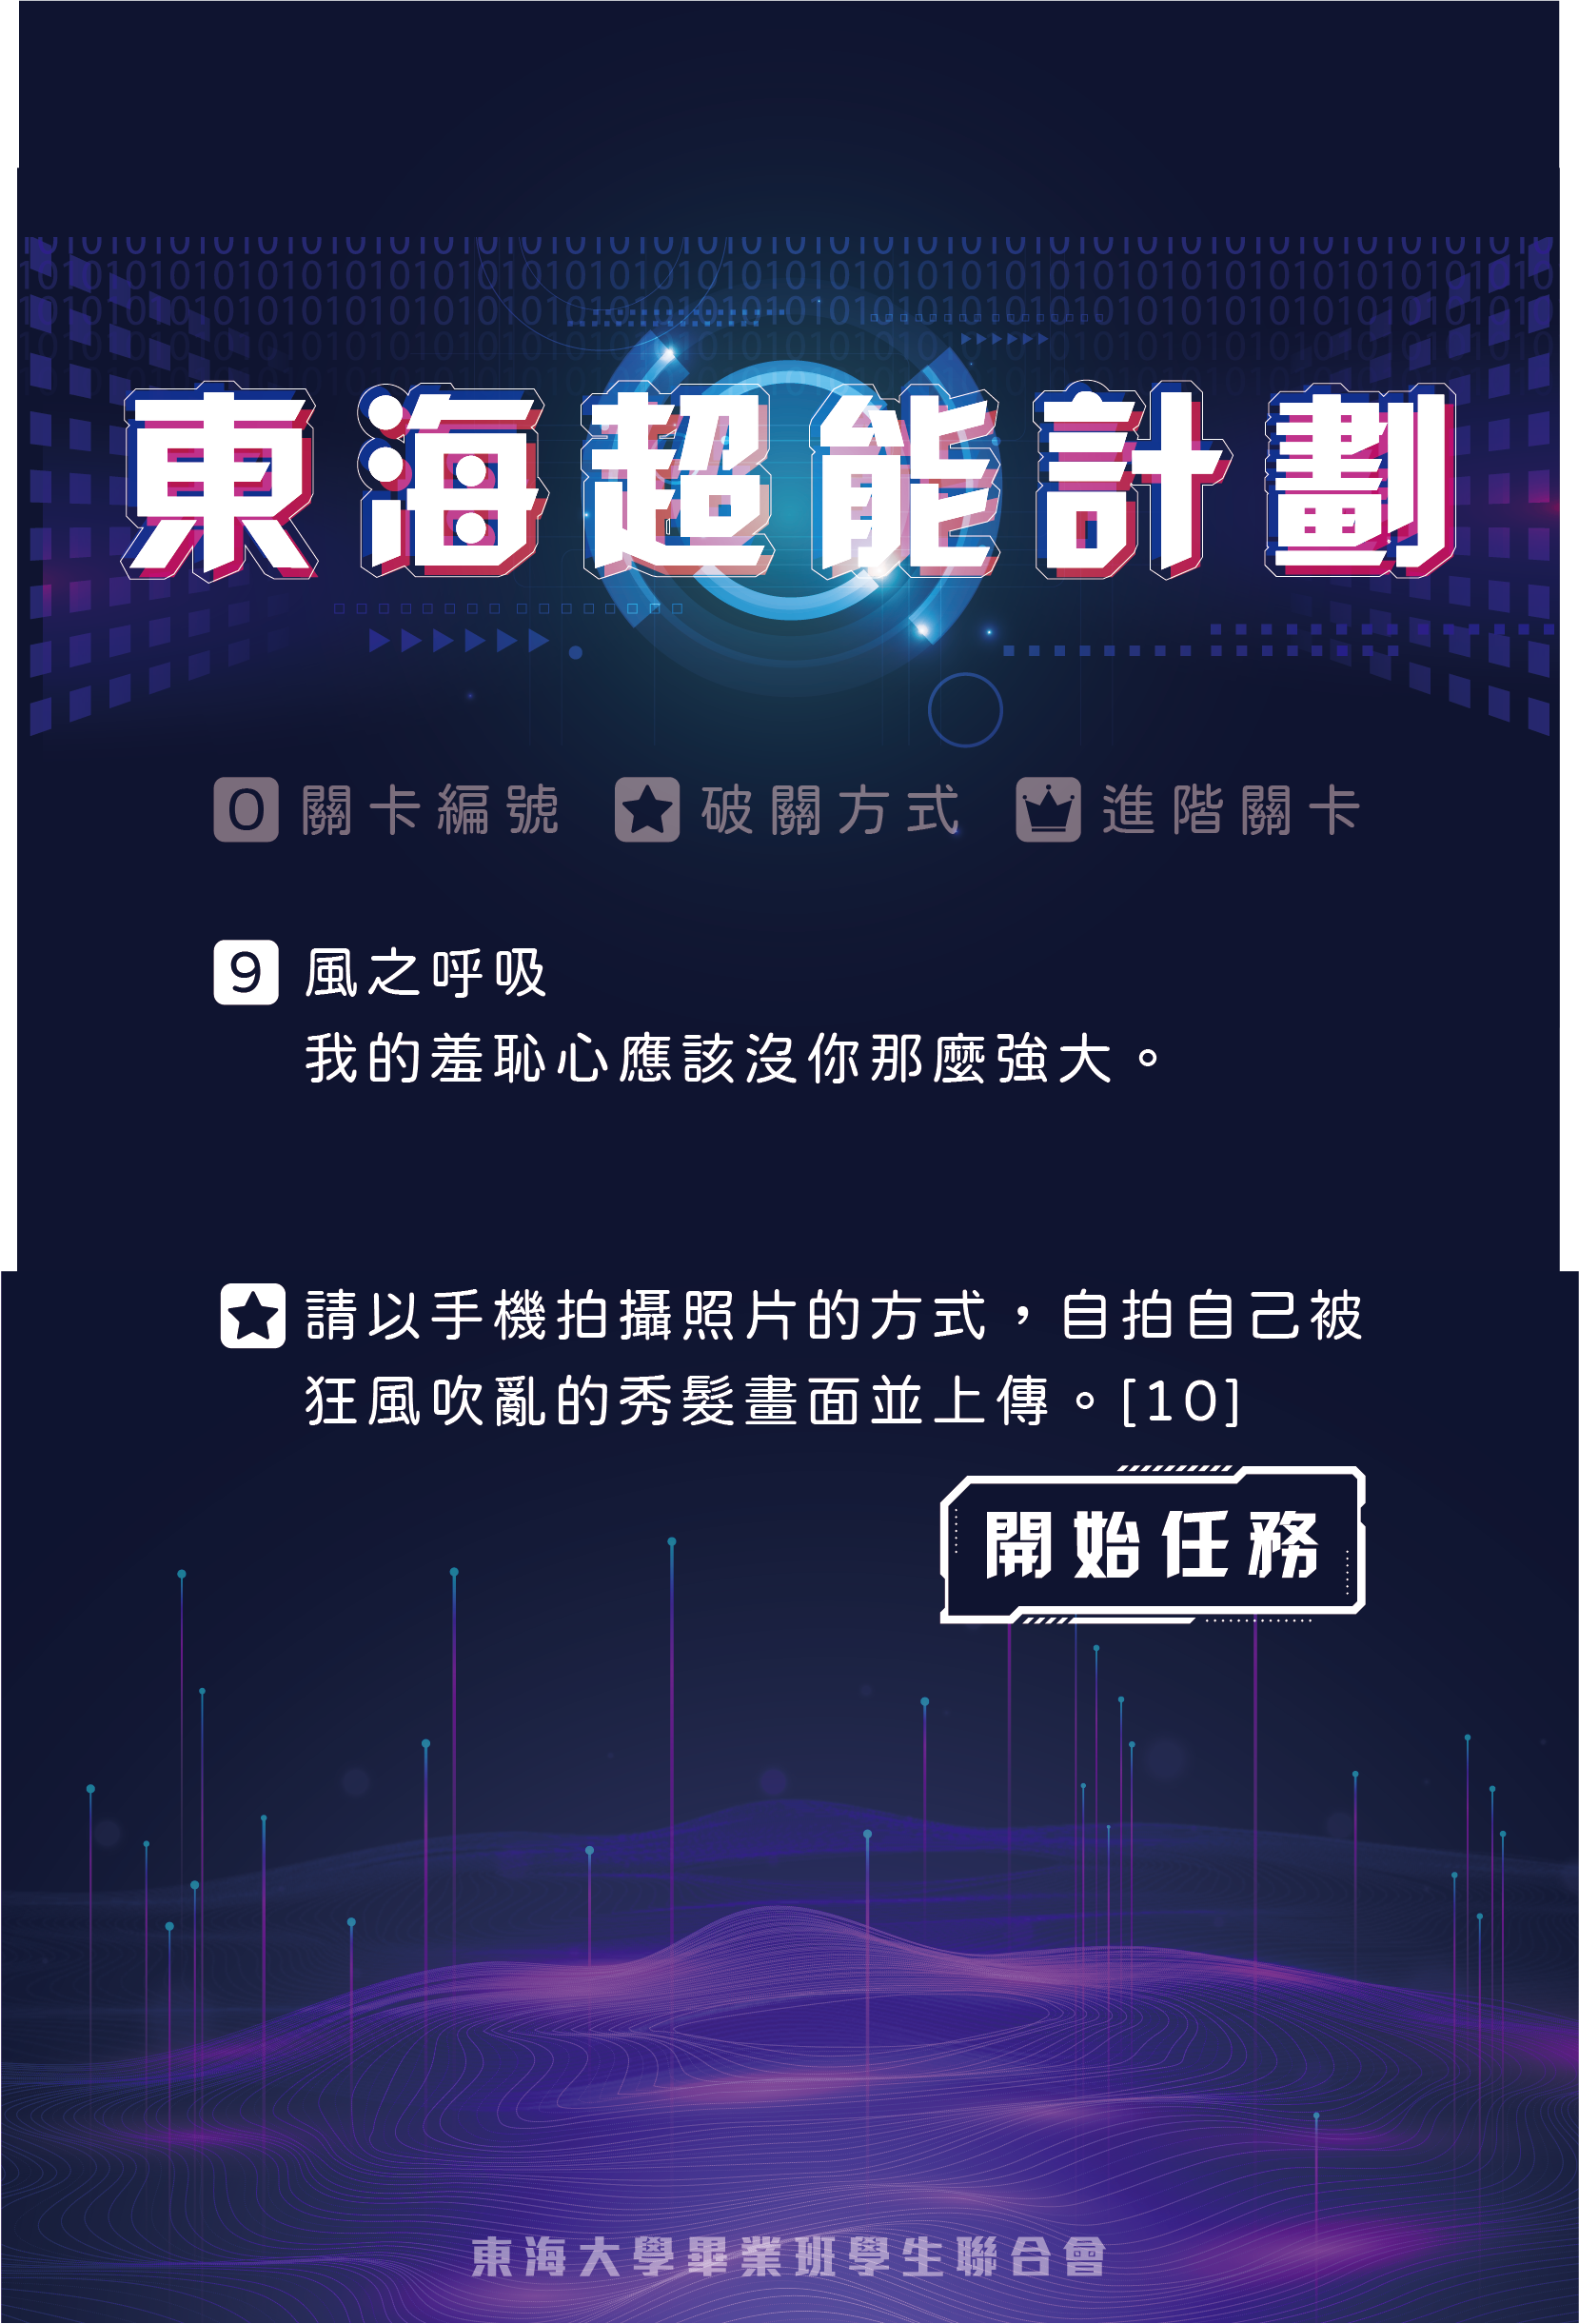 10101010101010101010101010101010101010101010101010
東海超能計劃
0 關卡編號 破關方式 進階關卡
9 風之呼吸
我的羞恥心應該沒你那麼強大。
請以手機拍攝照片的方式，自拍自己被
狂風吹亂的秀髮畫面並上傳。[10]
開始任務
東海大學畢業班學生聯合會